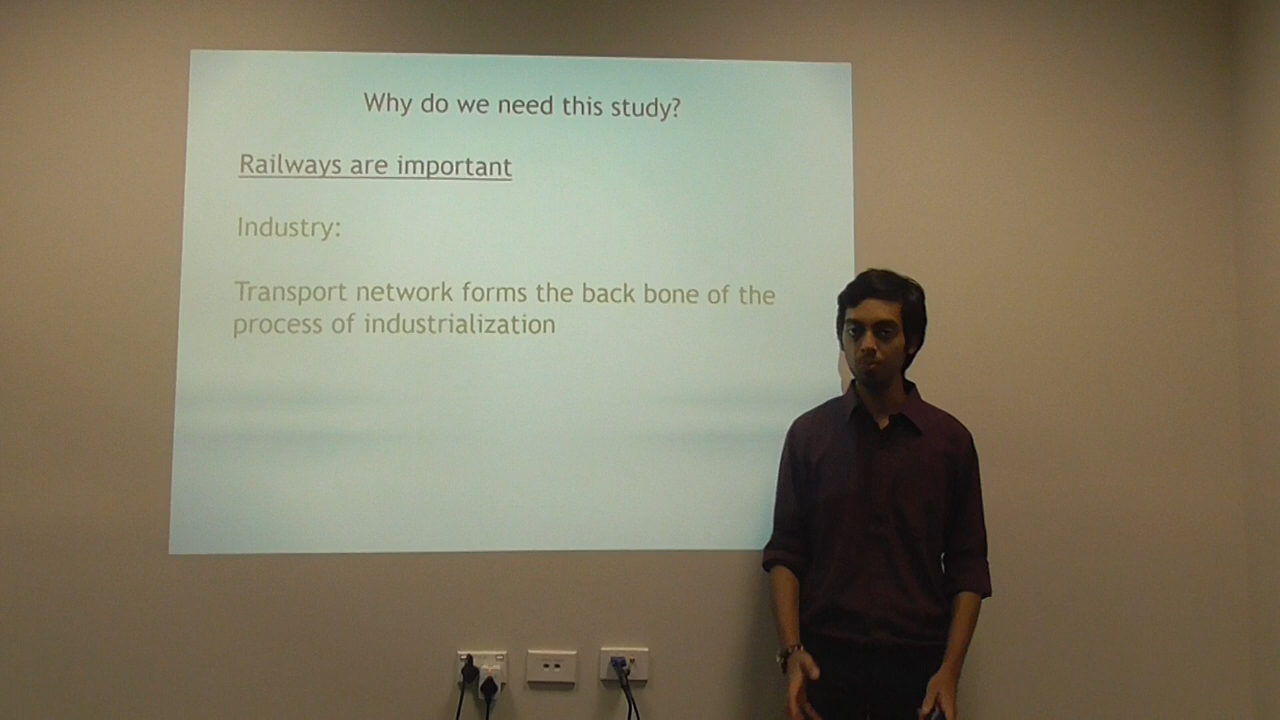 Why do we need this study?
Railways are important
Industry:
Transport network forms the back bone of the
process of industrialization